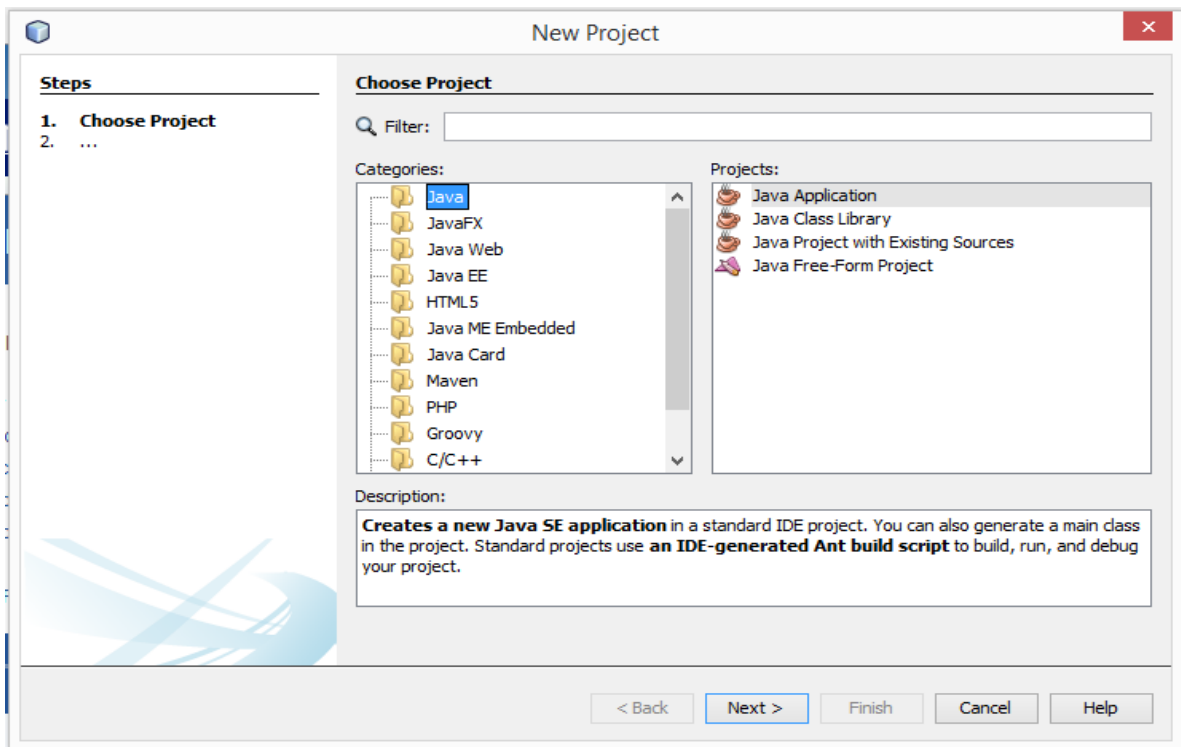 New Project
Steps
1. Choose Project
2. ...
Choose Project
Filter:
Categories:
Java
JavaFX
Java Web
Java EE
HTML5
Java ME Embedded
Java Card
Maven
PHP
Groovy
C/C++
Projects:
Java Application
Java Class Library
Java Project with Existing Sources
Java Free-Form Project
Description:
Creates a new Java SE application in a standard IDE project. You can also generate a main class
in the project. Standard projects use an IDE-generated Ant build script to build, run, and debug
your project.
< Back
Next >
Finish
Cancel
Help